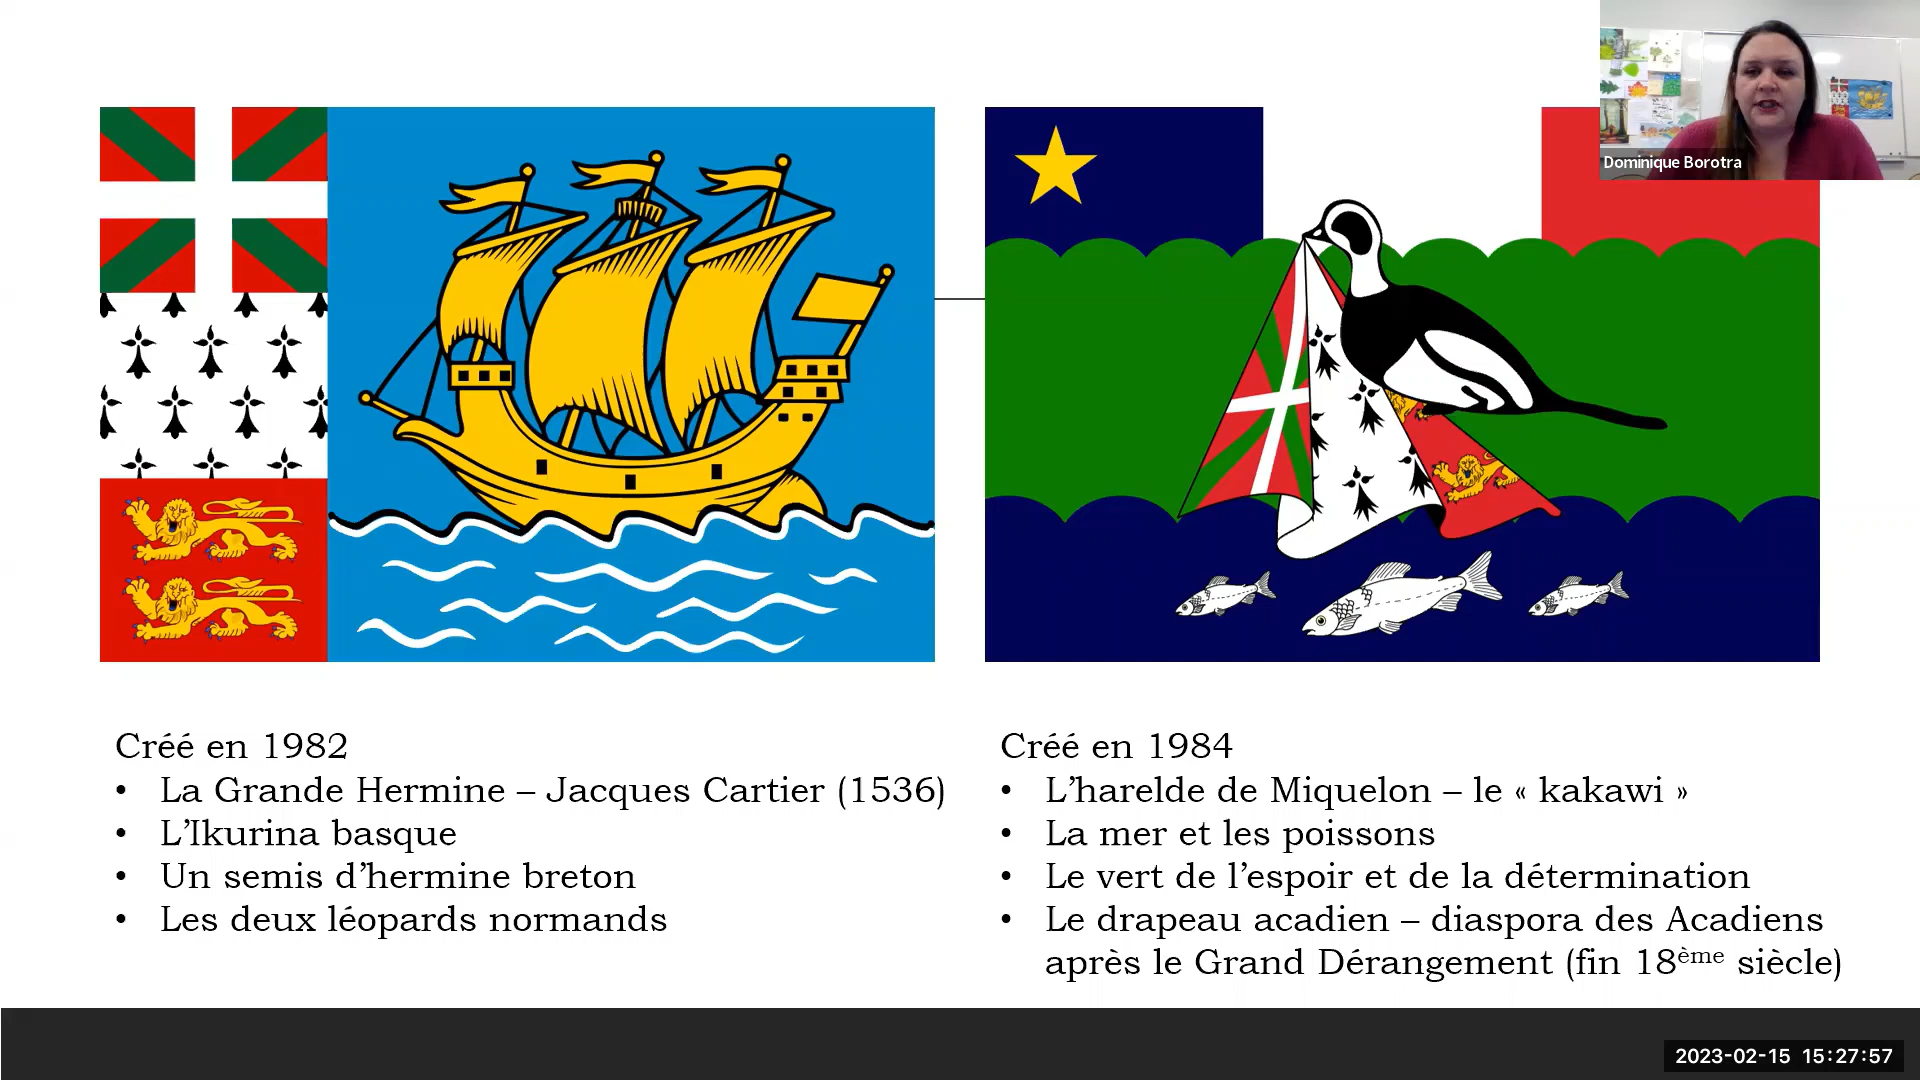 Dominique Borotra
Créé en 1982
• La Grande Hermine – Jacques Cartier (1536)
• L’Ikurina basque
• Un semis d’hermine breton
• Les deux léopards normands
Créé en 1984
• L’harelde de Miquelon – le « kakawi »
• La mer et les poissons
• Le vert de l’espoir et de la détermination
• Le drapeau acadien – diaspora des Acadiens
après le Grand Dérangement (fin 18ème siècle)
2023-02-15 15:27:57